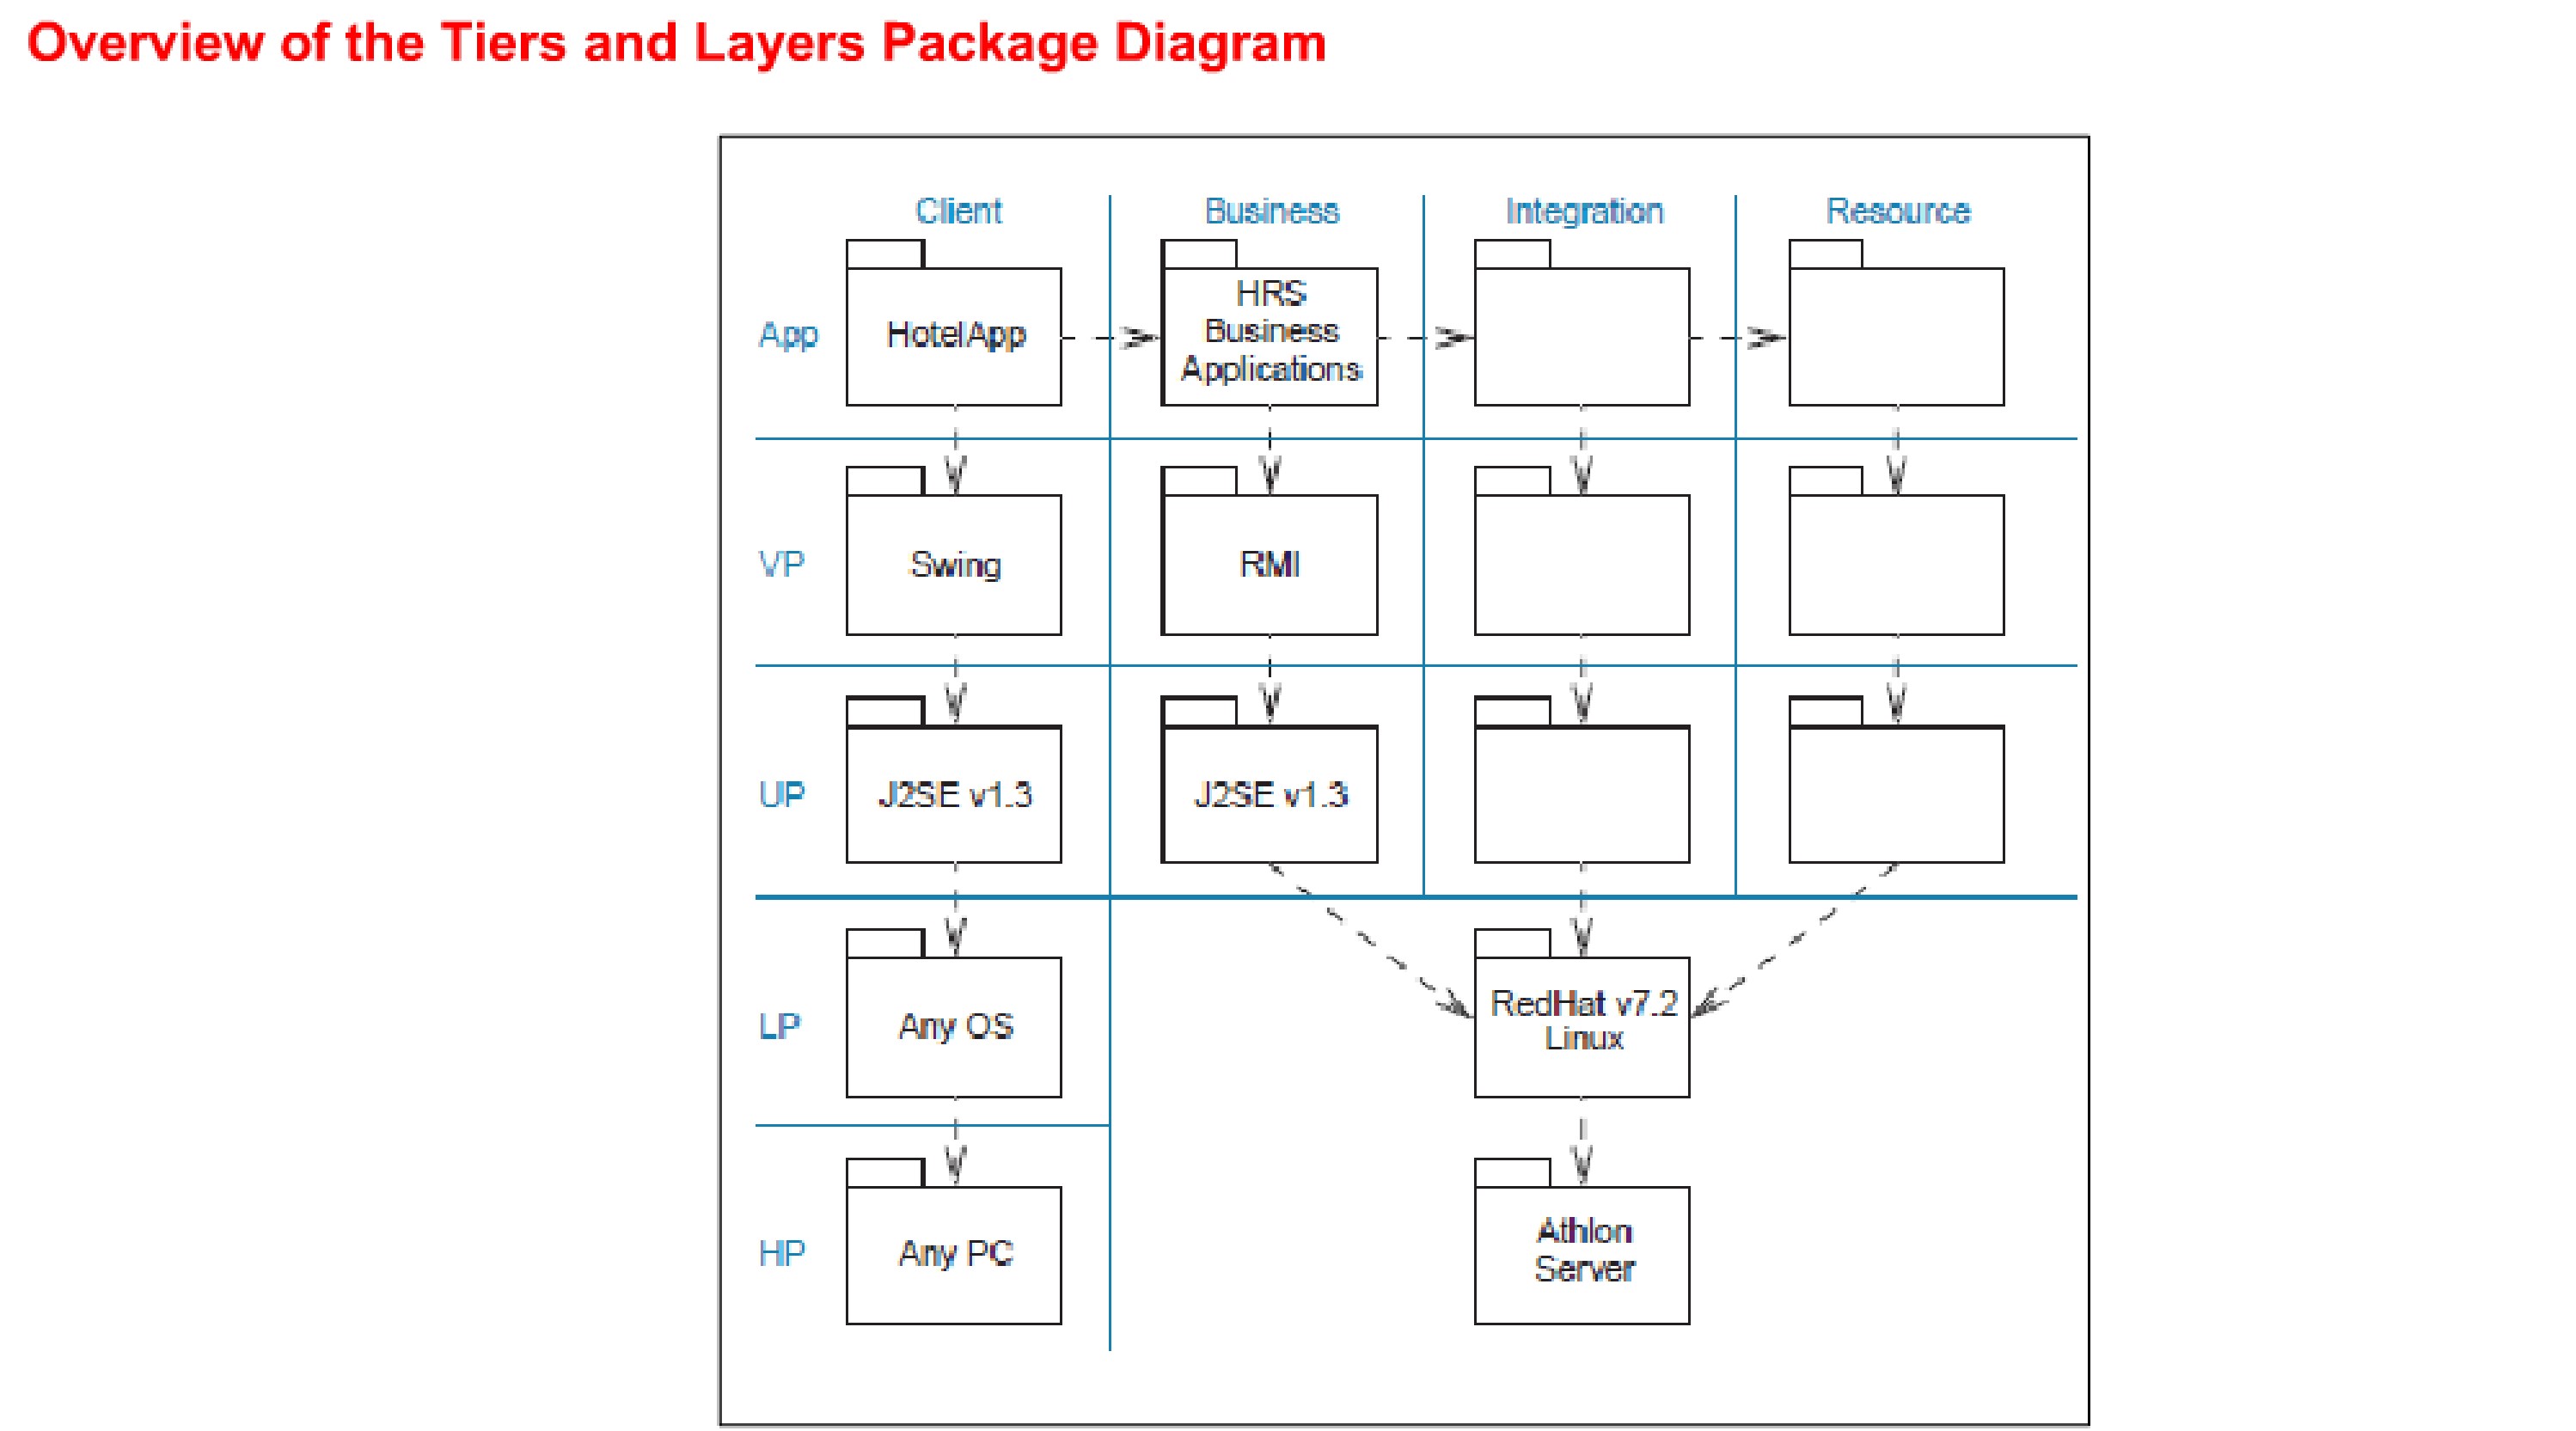 Overview of the Tiers and Layers Package Diagram
Client
Business
Integration
Resource
App
HotelApp
HRS
Business
Applications
VP
Swing
RMI
UP
J2SE v1.3
J2SE v1.3
LP
Any OS
RedHat v7.2
Linux
HP
Any PC
Athlon
Server